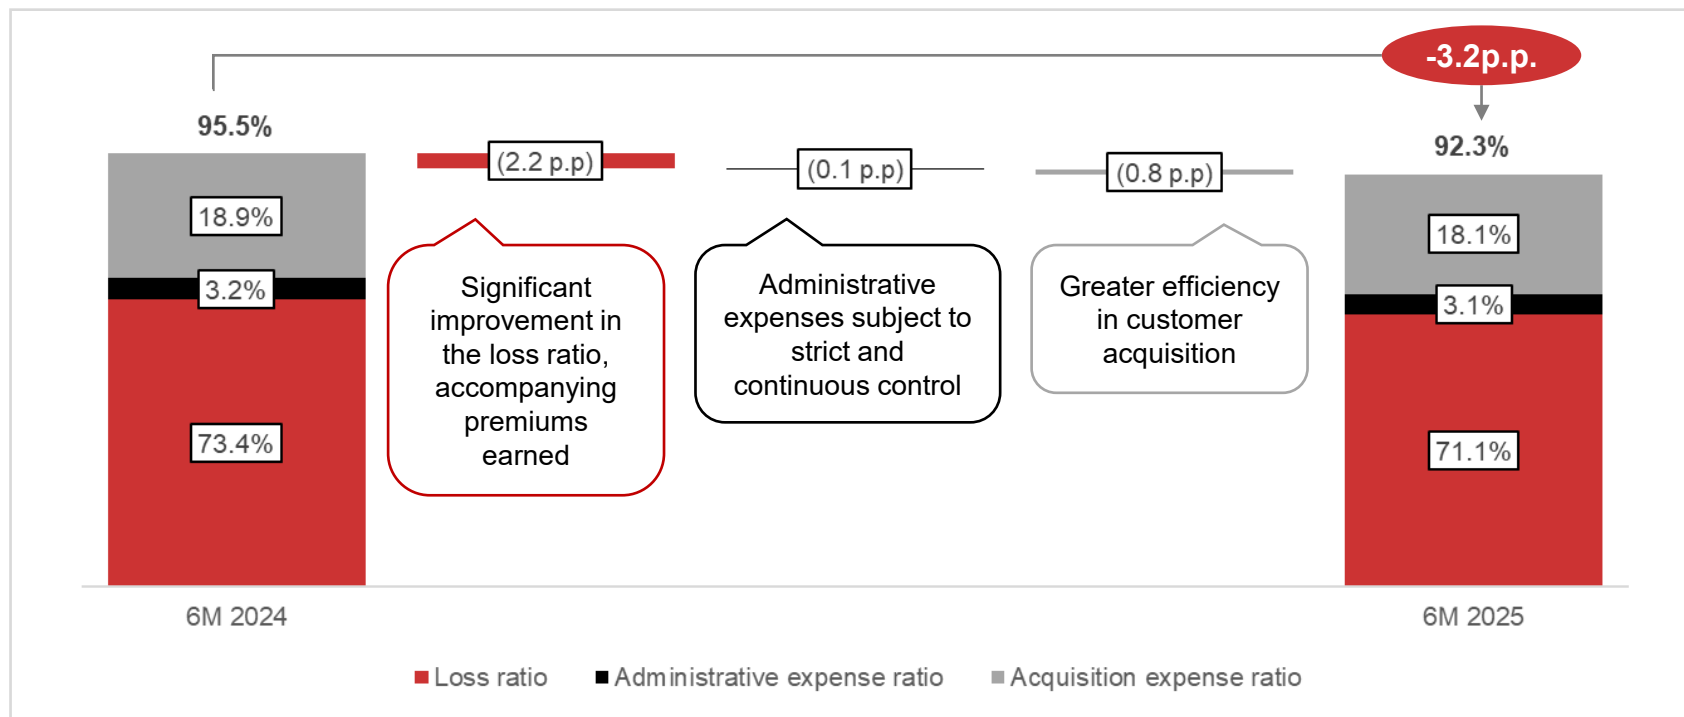 -3.2p.p.
95.5%
92.3%
(2.2 p.p)
(0.1 p.p)
(0.8 p.p)
18.9%
3.2%
73.4%
Significant
improvement in
the loss ratio,
accompanying
premiums
earned
Administrative
expenses subject to
strict and
continuous control
Greater efficiency
in customer
acquisition
18.1%
3.1%
71.1%
6M 2024
6M 2025
Loss ratio
Administrative expense ratio
Acquisition expense ratio